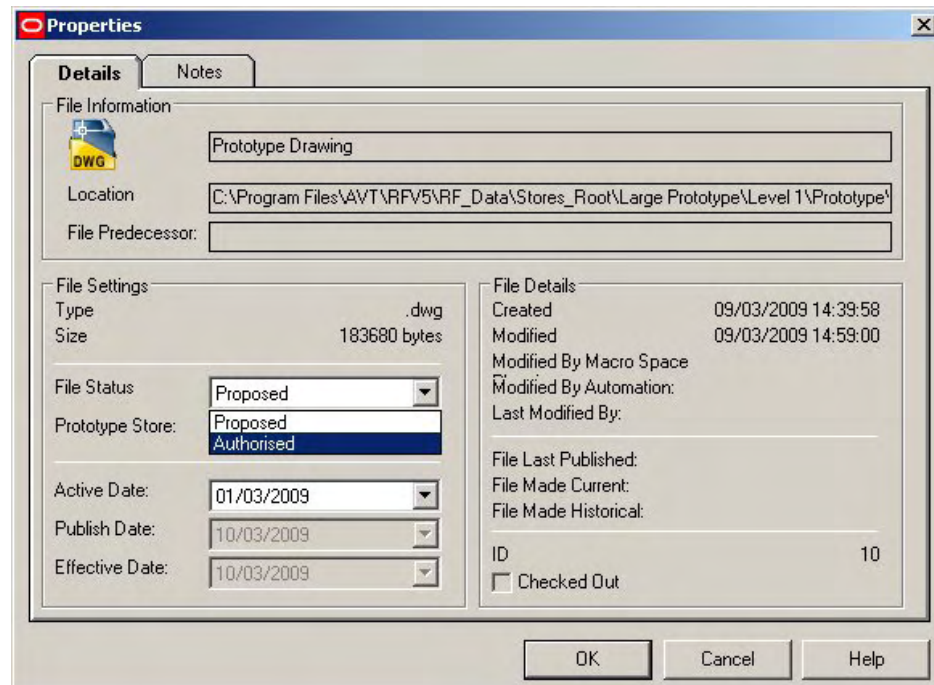 Properties
Details Notes
File Information
DWG
Prototype Drawing
Location C:\Program Files\AVT\RFV5\RF_Data\Stores_Root\Large Prototype\Level 1\Prototype\
File Predecessor:
File Settings
Type .dwg
Size 183680 bytes
File Status Proposed
Proposed
Prototype Store:
Authorised
Active Date: 01/03/2009
Publish Date: 10/03/2009
Effective Date: 10/03/2009
File Details
Created 09/03/2009 14:39:58
Modified 09/03/2009 14:59:00
Modified By Macro Space
Modified By Automation:
Last Modified By:
File Last Published:
File Made Current:
File Made Historical:
ID 10
Checked Out
OK Cancel Help